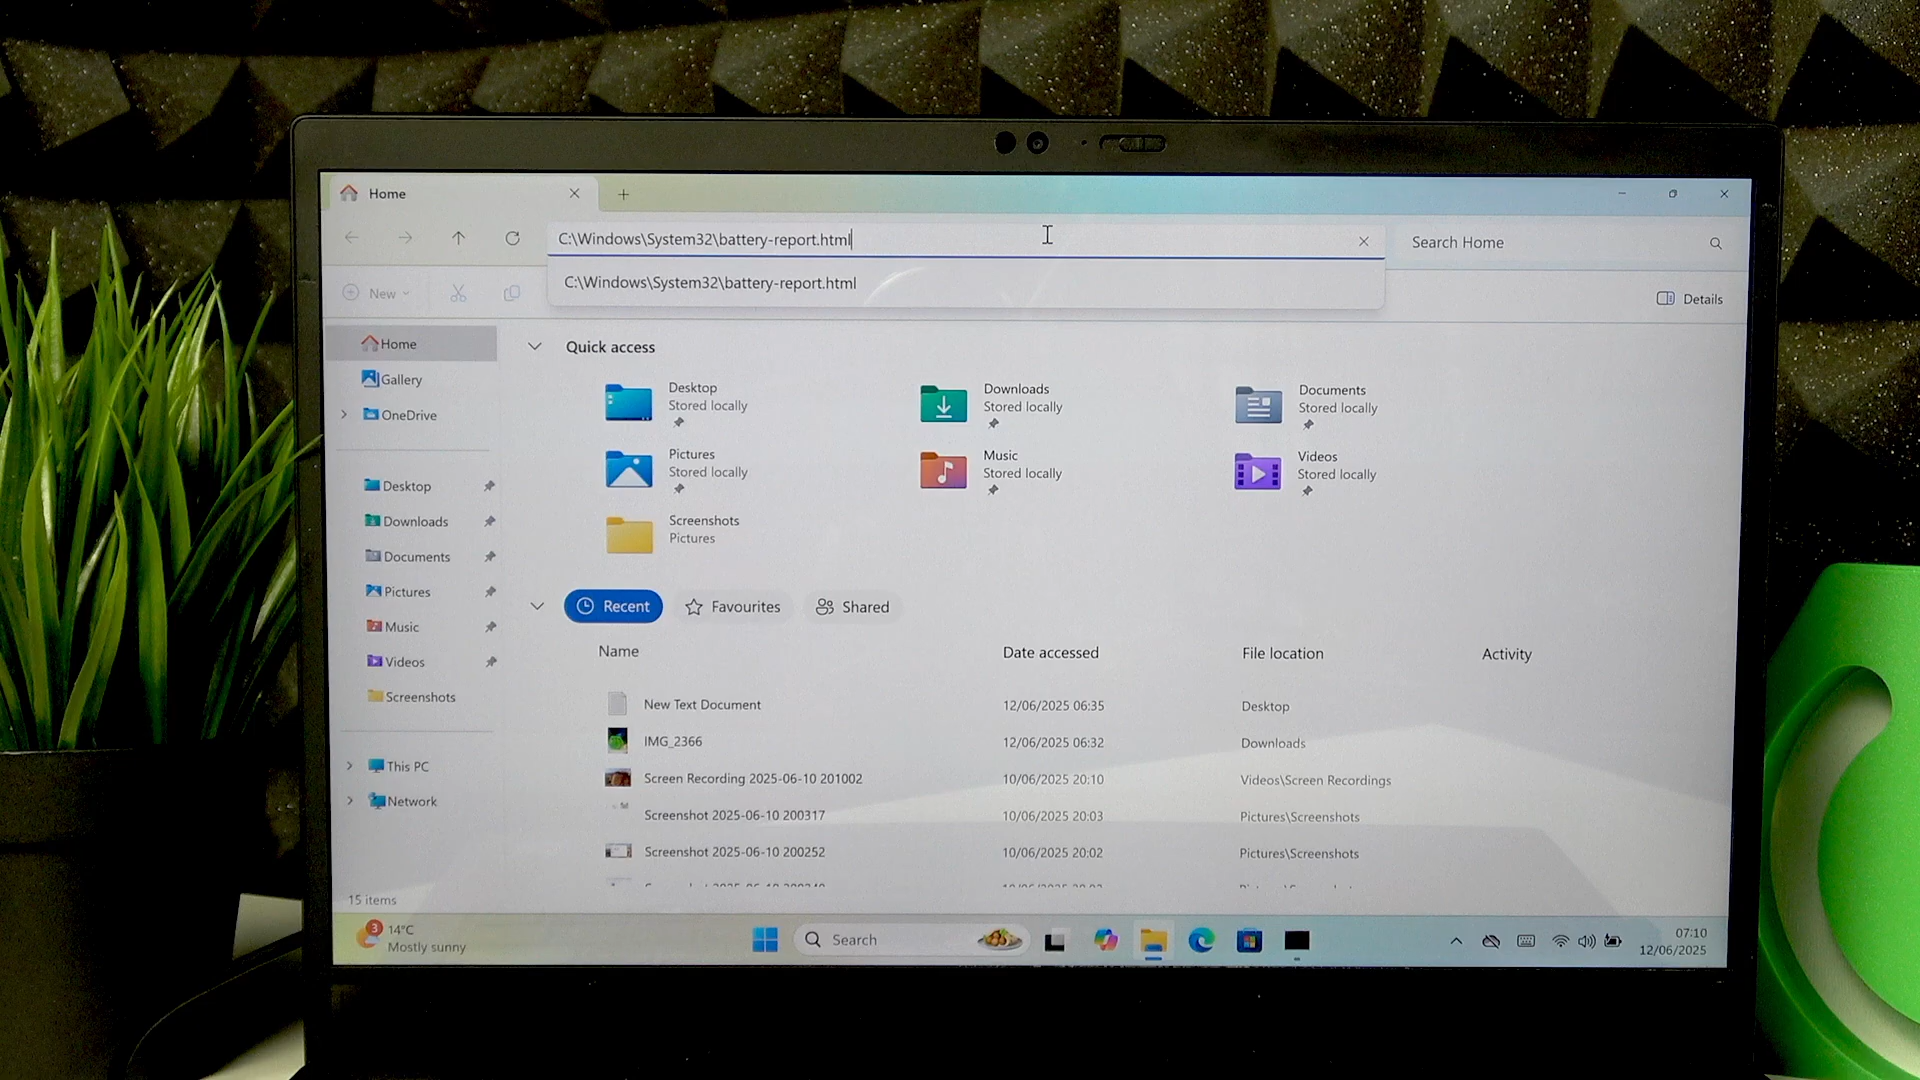 Home
C:\Windows\System32\battery-report.html
Search Home
C:\Windows\System32\battery-report.html
New
Details
Home
Gallery
OneDrive
Desktop
Downloads
Documents
Pictures
Music
Videos
Screenshots
This PC
Network
Quick access
Desktop
Stored locally
Downloads
Stored locally
Documents
Stored locally
Pictures
Stored locally
Music
Stored locally
Videos
Stored locally
Screenshots
Pictures
Recent
Favourites
Shared
Name Date accessed File location Activity
New Text Document 12/06/2025 06:35 Desktop
IMG_2366 12/06/2025 06:32 Downloads
Screen Recording 2025-06-10 201002 10/06/2025 20:10 Videos\Screen Recordings
Screenshot 2025-06-10 200317 10/06/2025 20:03 Pictures\Screenshots
Screenshot 2025-06-10 200252 10/06/2025 20:02 Pictures\Screenshots
15 items
3
14°C
Mostly sunny
Search
07:10
12/06/2025